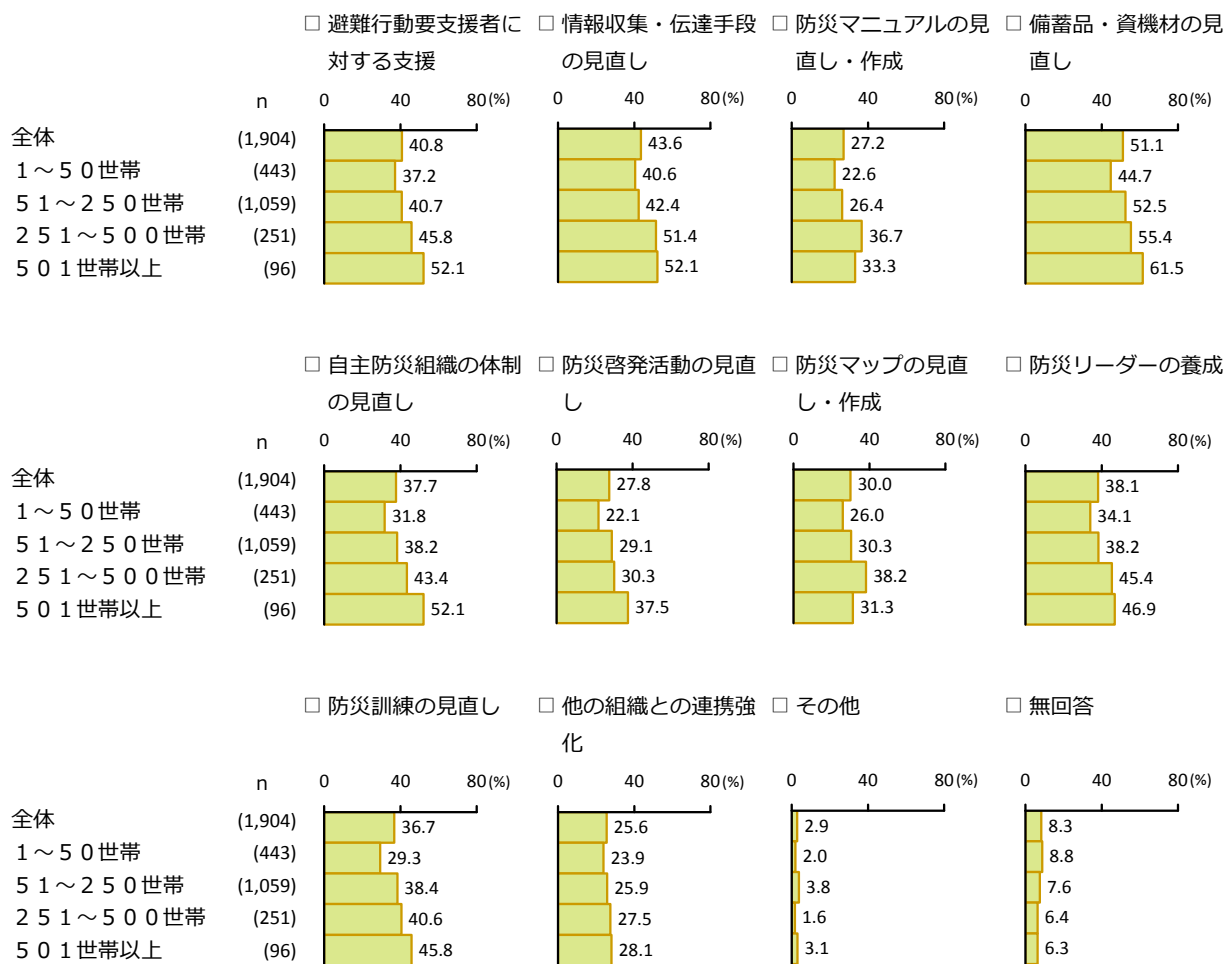 □ 避難行動要支援者に対する支援
□ 情報収集・伝達手段の見直し
□ 防災マニュアルの見直し・作成
□ 備蓄品・資機材の見直し
n 0 40 80(%) 0 40 80(%) 0 40 80(%) 0 40 80(%)
全体 (1,904) 40.8 43.6 27.2 51.1
１～５０世帯 (443) 37.2 40.6 22.6 44.7
５１～２５０世帯 (1,059) 40.7 42.4 26.4 52.5
２５１～５００世帯 (251) 45.8 51.4 36.7 55.4
５０１世帯以上 (96) 52.1 52.1 33.3 61.5
□ 自主防災組織の体制の見直し
□ 防災啓発活動の見直し
□ 防災マップの見直し・作成
□ 防災リーダーの養成
n 0 40 80(%) 0 40 80(%) 0 40 80(%) 0 40 80(%)
全体 (1,904) 37.7 27.8 30.0 38.1
１～５０世帯 (443) 31.8 22.1 26.0 34.1
５１～２５０世帯 (1,059) 38.2 29.1 30.3 38.2
２５１～５００世帯 (251) 43.4 30.3 38.2 45.4
５０１世帯以上 (96) 52.1 37.5 31.3 46.9
□ 防災訓練の見直し
□ 他の組織との連携強化
□ その他
□ 無回答
n 0 40 80(%) 0 40 80(%) 0 40 80(%) 0 40 80(%)
全体 (1,904) 36.7 25.6 2.9 8.3
１～５０世帯 (443) 29.3 23.9 2.0 8.8
５１～２５０世帯 (1,059) 38.4 25.9 3.8 7.6
２５１～５００世帯 (251) 40.6 27.5 1.6 6.4
５０１世帯以上 (96) 45.8 28.1 3.1 6.3